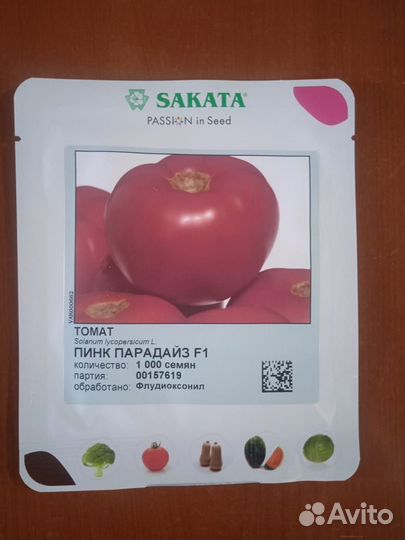 SAKATA®
PASSION in Seed
VAB000662
ТОМАТ
Solanum lycopersicum L.
ПИНК ПАРАДАЙЗ F1
количество: 1 000 семян
партия: 00157619
обработано: Флудиоксонил
Avito